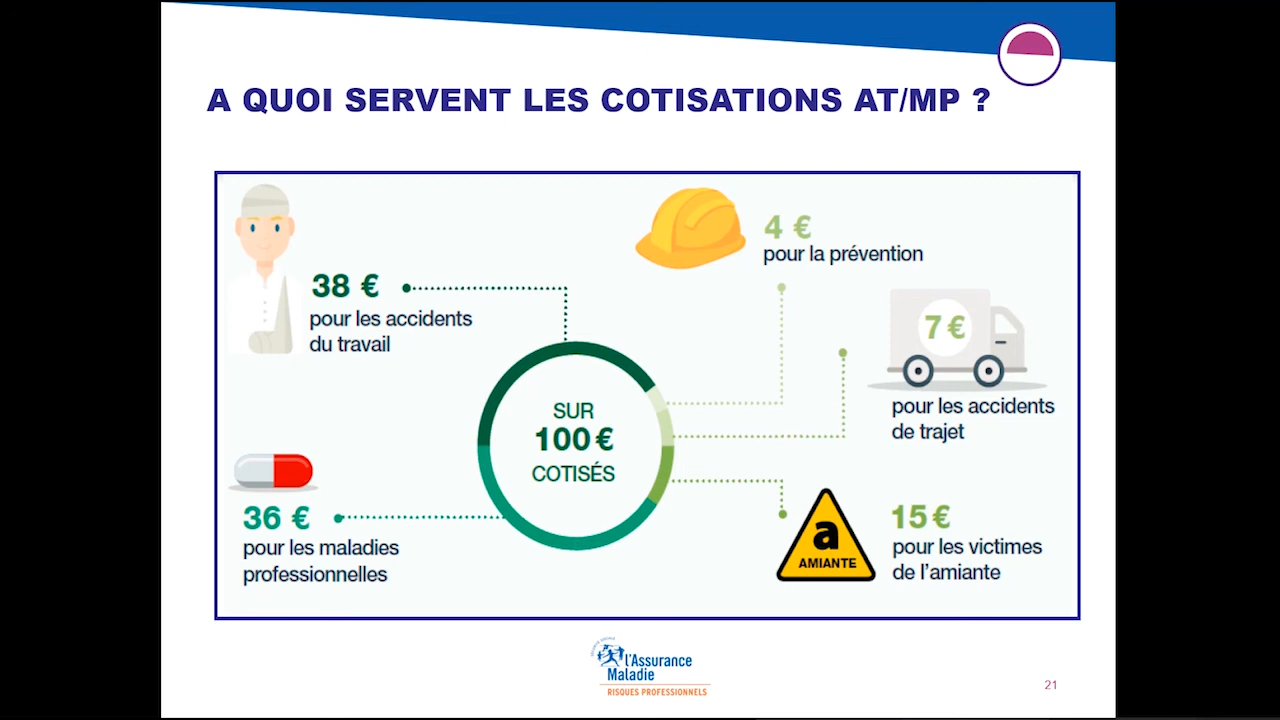 A QUOI SERVENT LES COTISATIONS AT/MP ?
38 €
pour les accidents
du travail
4 €
pour la prévention
7 €
pour les accidents
de trajet
SUR
100 €
COTISÉS
36 €
pour les maladies
professionnelles
a
AMIANTE
15 €
pour les victimes
de l'amiante
l'Assurance
Maladie
RISQUES PROFESSIONNELS
21